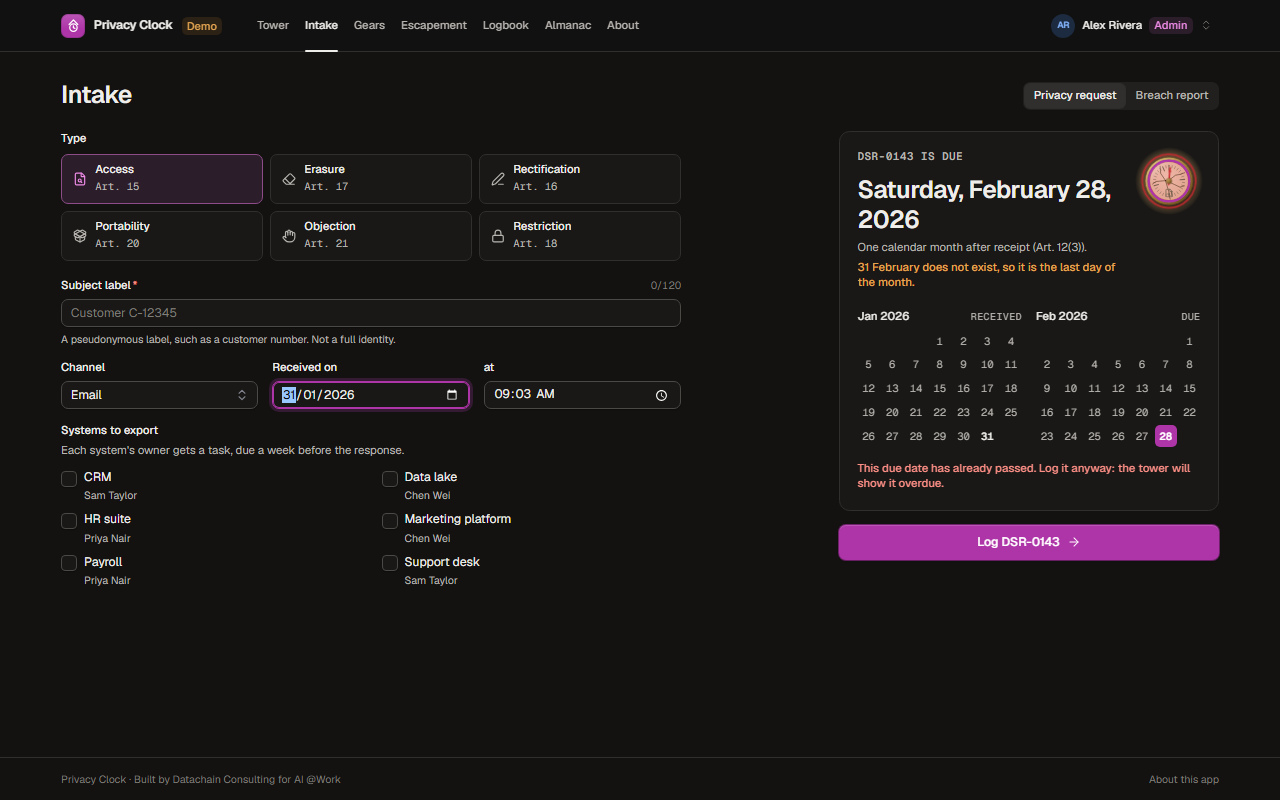 Privacy Clock Demo Tower Intake Gears Escapement Logbook Almanac About AR Alex Rivera Admin
Intake
Privacy request Breach report
Type
Access
Art. 15
Erasure
Art. 17
Rectification
Art. 16
Portability
Art. 20
Objection
Art. 21
Restriction
Art. 18
Subject label* 0/120
Customer C-12345
A pseudonymous label, such as a customer number. Not a full identity.
Channel Received on at
Email 31/01/2026 09:03 AM
Systems to export
Each system's owner gets a task, due a week before the response.
CRM
Sam Taylor
Data lake
Chen Wei
HR suite
Priya Nair
Marketing platform
Chen Wei
Payroll
Priya Nair
Support desk
Sam Taylor
DSR-0143 IS DUE
Saturday, February 28,
2026
One calendar month after receipt (Art. 12(3)).
31 February does not exist, so it is the last day of
the month.
Jan 2026 RECEIVED
1 2 3 4
5 6 7 8 9 10 11
12 13 14 15 16 17 18
19 20 21 22 23 24 25
26 27 28 29 30 31
Feb 2026 DUE
1
2 3 4 5 6 7 8
9 10 11 12 13 14 15
16 17 18 19 20 21 22
23 24 25 26 27 28
This due date has already passed. Log it anyway: the tower will
show it overdue.
Log DSR-0143 →
Privacy Clock · Built by Datachain Consulting for AI @Work
About this app